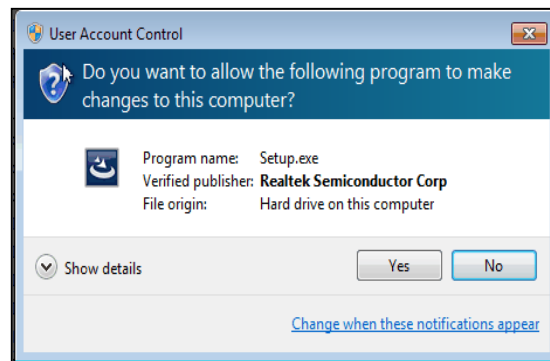 User Account Control
Do you want to allow the following program to make
changes to this computer?
Program name: Setup.exe
Verified publisher: Realtek Semiconductor Corp
File origin: Hard drive on this computer
Show details Yes No
Change when these notifications appear